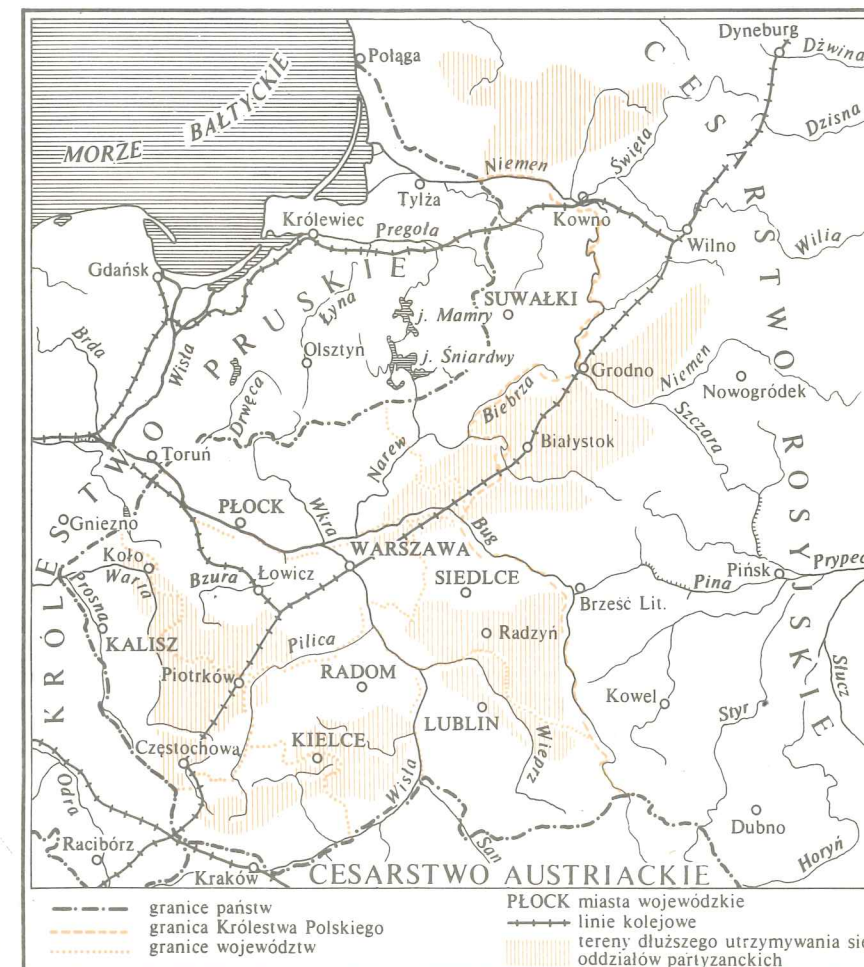 Dyneburg
Dźwina
Połąga
CESARSTWO ROSYJSKIE
MORZE BAŁTYCKIE
Dzisna
Święta
Niemen
Tylża
Kowno
Królewiec
Pregoła
Wilno
Wilia
Gdańsk
SUWAŁKI
Łyna
j. Mamry
Brda
Wisła
KRÓLESTWO PRUSKIE
Olsztyn
j. Śniardwy
Grodno
Niemen
Nowogródek
Drwęca
Biebrza
Szczara
Białystok
Narew
Toruń
Gniezno
PŁOCK
Wkra
WARSZAWA
Bug
Koło
Warta
Bzura
Łowicz
SIEDLCE
Pina
Pińsk
Prypeć
Brześć Lit.
Prosna
KALISZ
Radzyń
Pilica
Słucz
Piotrków
RADOM
Kowel
Styr
LUBLIN
Wieprz
Częstochowa
KIELCE
Odra
Wisła
Dubno
Racibórz
San
Horyń
Kraków
CESARSTWO AUSTRIACKIE
granice państw
granica Królestwa Polskiego
granice województw
PŁOCK miasta wojewódzkie
linie kolejowe
tereny dłuższego utrzymywania się
oddziałów partyzanckich